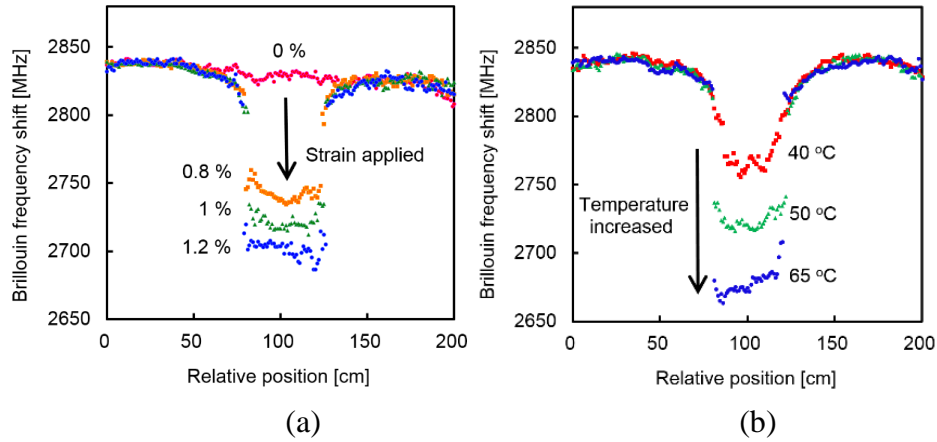 2850
2800
2750
2700
2650
0
50
100
150
200
Relative position [cm]
Brillouin frequency shift [MHz]
0 %
Strain applied
0.8 %
1 %
1.2 %
(a)
2850
2800
2750
2700
2650
0
50
100
150
200
Relative position [cm]
Brillouin frequency shift [MHz]
40 °C
Temperature
increased
50 °C
65 °C
(b)